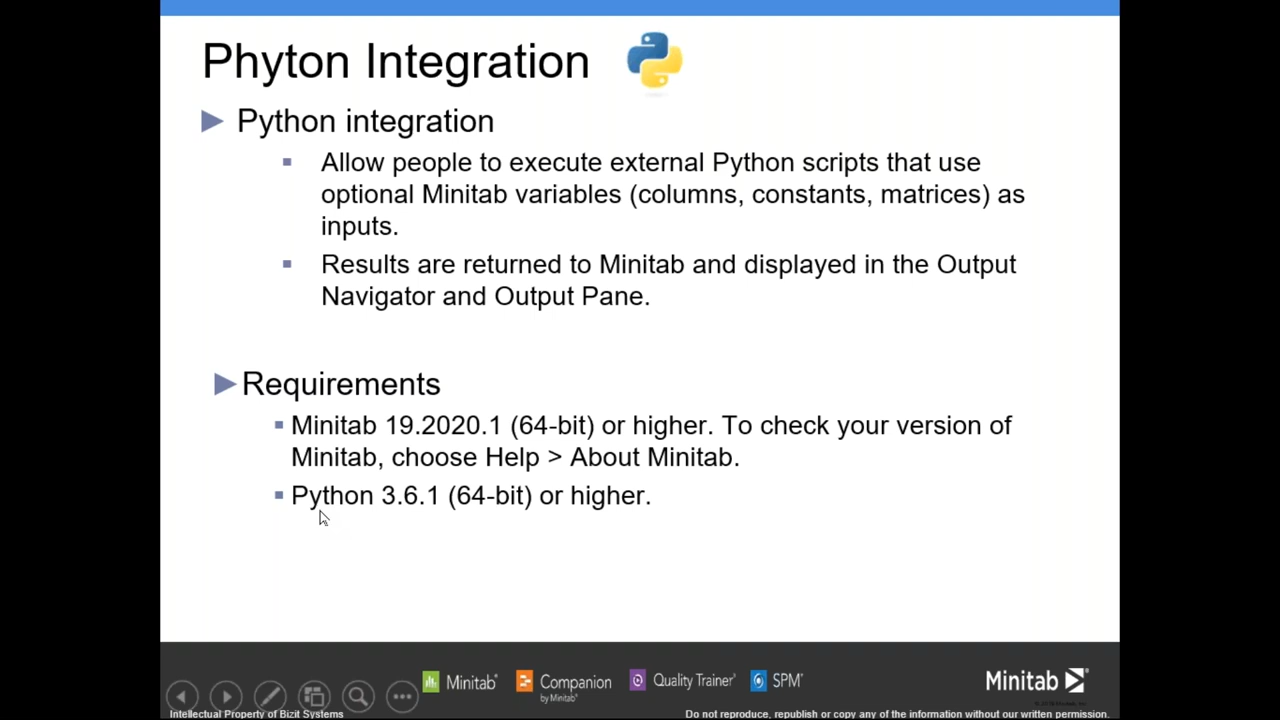 Phyton Integration
Python integration
Allow people to execute external Python scripts that use
optional Minitab variables (columns, constants, matrices) as
inputs.
Results are returned to Minitab and displayed in the Output
Navigator and Output Pane.
Requirements
Minitab 19.2020.1 (64-bit) or higher. To check your version of
Minitab, choose Help > About Minitab.
Python 3.6.1 (64-bit) or higher.
Minitab®
Companion
by Minitab®
Quality Trainer®
SPM®
Minitab®
Intellectual Property of Bizit Systems
Do not reproduce, republish or copy any of the information without our written permission.